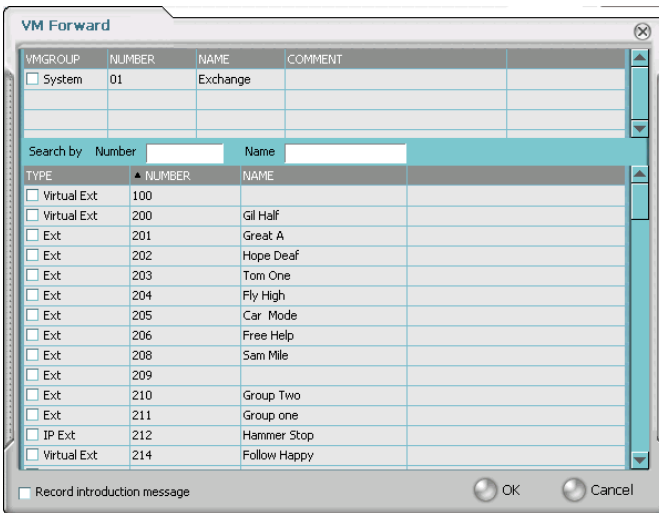 VM Forward
VMGROUP NUMBER NAME COMMENT
System 01 Exchange
Search by Number Name
TYPE NUMBER NAME
Virtual Ext 100
Virtual Ext 200 Gil Half
Ext 201 Great A
Ext 202 Hope Deaf
Ext 203 Tom One
Ext 204 Fly High
Ext 205 Car Mode
Ext 206 Free Help
Ext 208 Sam Mile
Ext 209
Ext 210 Group Two
Ext 211 Group one
IP Ext 212 Hammer Stop
Virtual Ext 214 Follow Happy
Record introduction message OK Cancel